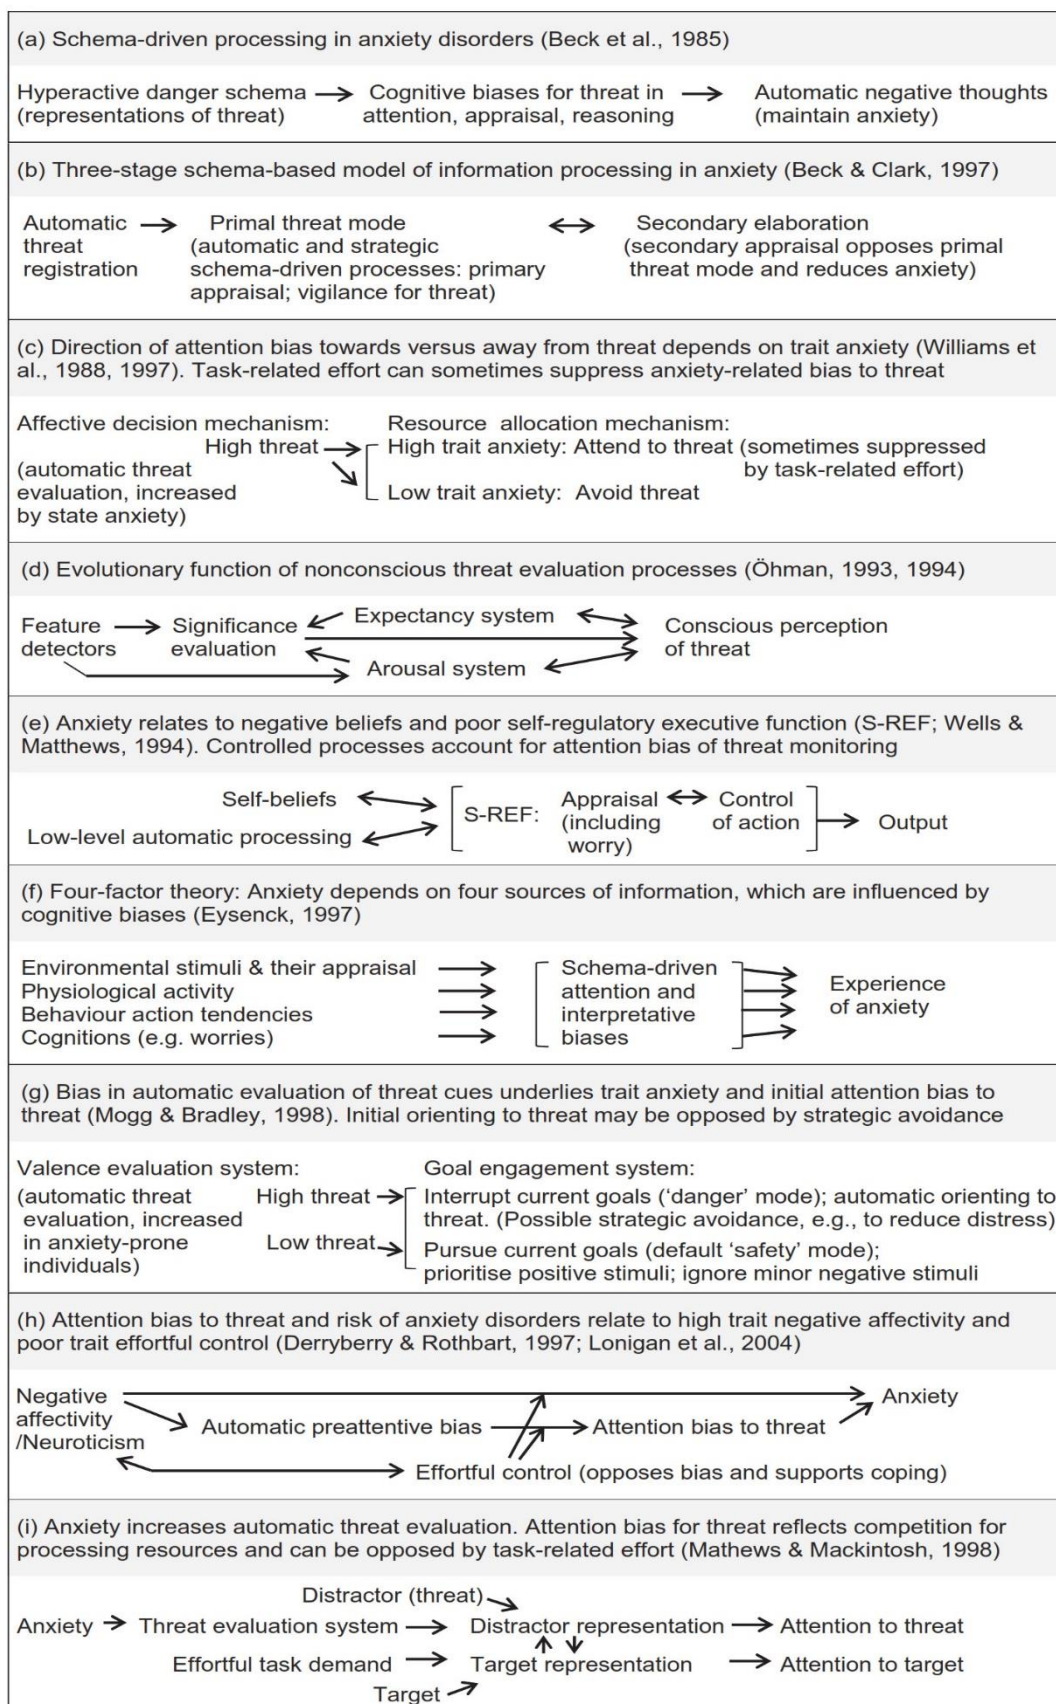 (a) Schema-driven processing in anxiety disorders (Beck et al., 1985)
Hyperactive danger schema → Cognitive biases for threat in → Automatic negative thoughts
(representations of threat) attention, appraisal, reasoning (maintain anxiety)
(b) Three-stage schema-based model of information processing in anxiety (Beck & Clark, 1997)
Automatic → Primal threat mode ↔ Secondary elaboration
threat (automatic and strategic (secondary appraisal opposes primal
registration schema-driven processes: primary threat mode and reduces anxiety)
appraisal; vigilance for threat)
(c) Direction of attention bias towards versus away from threat depends on trait anxiety (Williams et
al., 1988, 1997). Task-related effort can sometimes suppress anxiety-related bias to threat
Affective decision mechanism: Resource allocation mechanism:
High threat High trait anxiety: Attend to threat (sometimes suppressed
(automatic threat by task-related effort)
evaluation, increased Low trait anxiety: Avoid threat
by state anxiety)
(d) Evolutionary function of nonconscious threat evaluation processes (Öhman, 1993, 1994)
Expectancy system
Feature Significance Conscious perception
detectors evaluation of threat
Arousal system
(e) Anxiety relates to negative beliefs and poor self-regulatory executive function (S-REF; Wells &
Matthews, 1994). Controlled processes account for attention bias of threat monitoring
Self-beliefs S-REF: Appraisal ↔ Control
(including of action → Output
Low-level automatic processing worry)
(f) Four-factor theory: Anxiety depends on four sources of information, which are influenced by
cognitive biases (Eysenck, 1997)
Environmental stimuli & their appraisal Schema-driven
Physiological activity attention and Experience
Behaviour action tendencies interpretative of anxiety
Cognitions (e.g. worries) biases
(g) Bias in automatic evaluation of threat cues underlies trait anxiety and initial attention bias to
threat (Mogg & Bradley, 1998). Initial orienting to threat may be opposed by strategic avoidance
Valence evaluation system: Goal engagement system:
(automatic threat High threat Interrupt current goals (‘danger’ mode); automatic orienting to
evaluation, increased threat. (Possible strategic avoidance, e.g., to reduce distress)
in anxiety-prone Low threat Pursue current goals (default ‘safety’ mode);
individuals) prioritise positive stimuli; ignore minor negative stimuli
(h) Attention bias to threat and risk of anxiety disorders relate to high trait negative affectivity and
poor trait effortful control (Derryberry & Rothbart, 1997; Lonigan et al., 2004)
Negative Anxiety
affectivity Automatic preattentive bias Attention bias to threat
/Neuroticism
Effortful control (opposes bias and supports coping)
(i) Anxiety increases automatic threat evaluation. Attention bias for threat reflects competition for
processing resources and can be opposed by task-related effort (Mathews & Mackintosh, 1998)
Distractor (threat)
Anxiety → Threat evaluation system → Distractor representation → Attention to threat
Effortful task demand → Target representation → Attention to target
Target